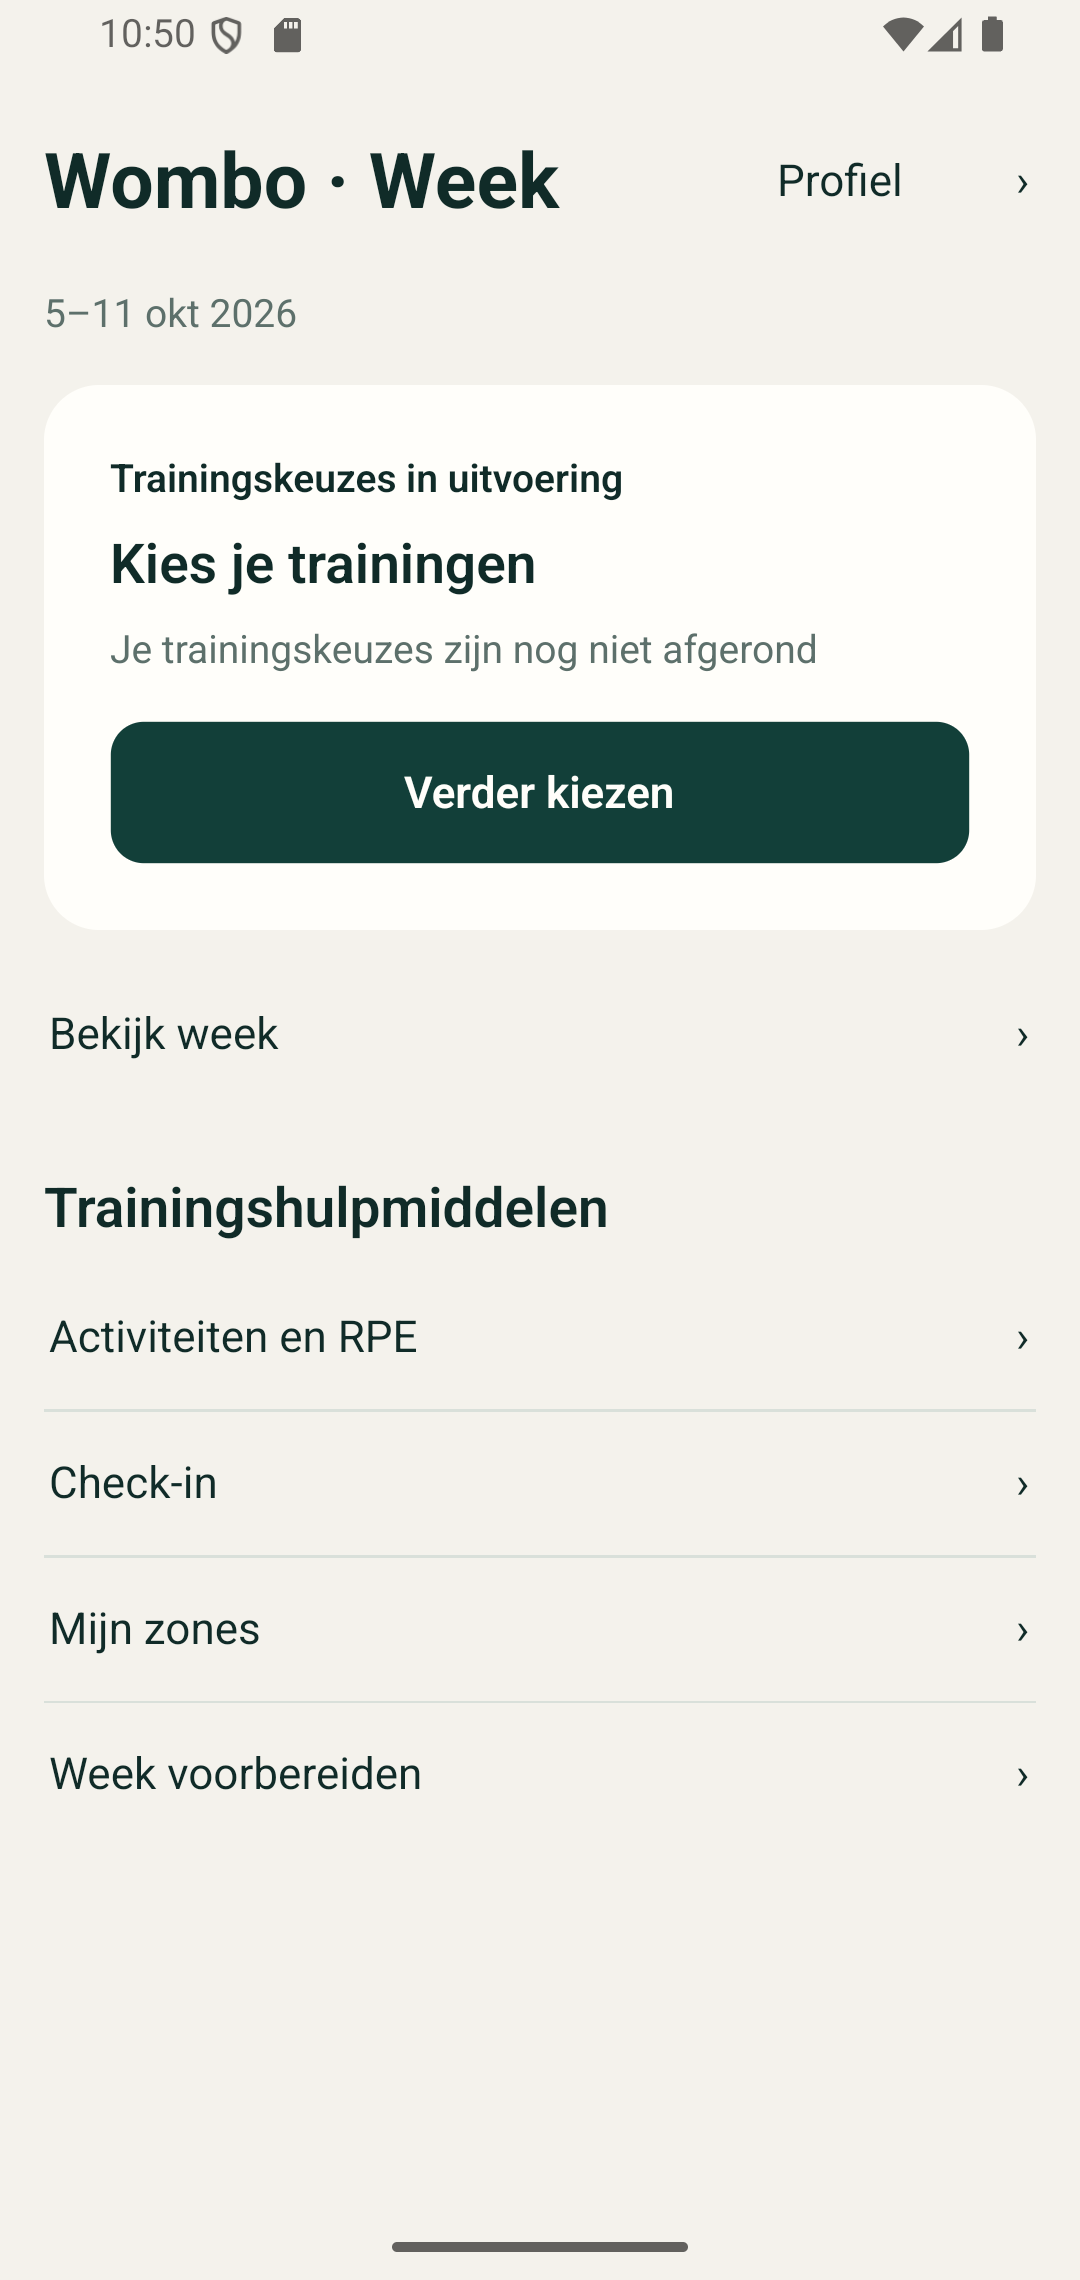 10:50
Wombo · Week
Profiel ›
5–11 okt 2026
Trainingskeuzes in uitvoering
Kies je trainingen
Je trainingskeuzes zijn nog niet afgerond
Verder kiezen
Bekijk week ›
Trainingshulpmiddelen
Activiteiten en RPE ›
Check-in ›
Mijn zones ›
Week voorbereiden ›